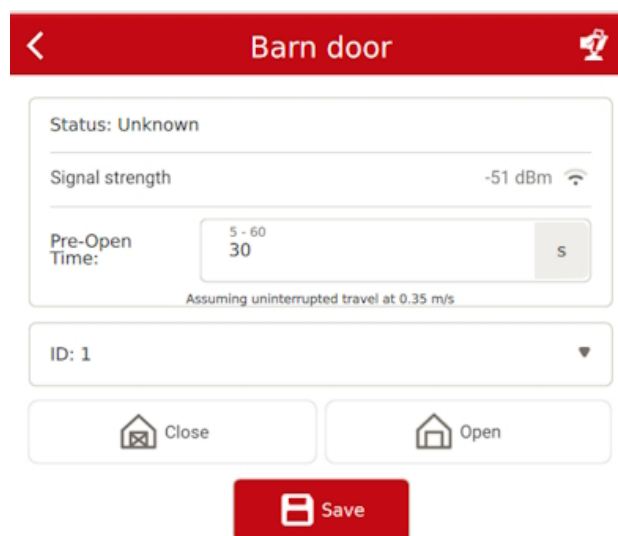 Barn door
Status: Unknown
Signal strength -51 dBm
Pre-Open
Time:
5 - 60
30
s
Assuming uninterrupted travel at 0.35 m/s
ID: 1
Close
Open
Save